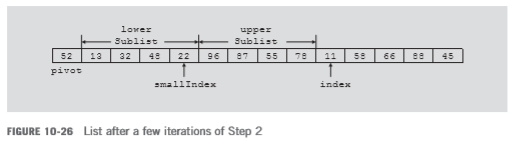 lower upper
Sublist Sublist
52 13 32 48 22 96 87 55 78 11 58 66 88 45
pivot
smallIndex index
FIGURE 10-26 List after a few iterations of Step 2